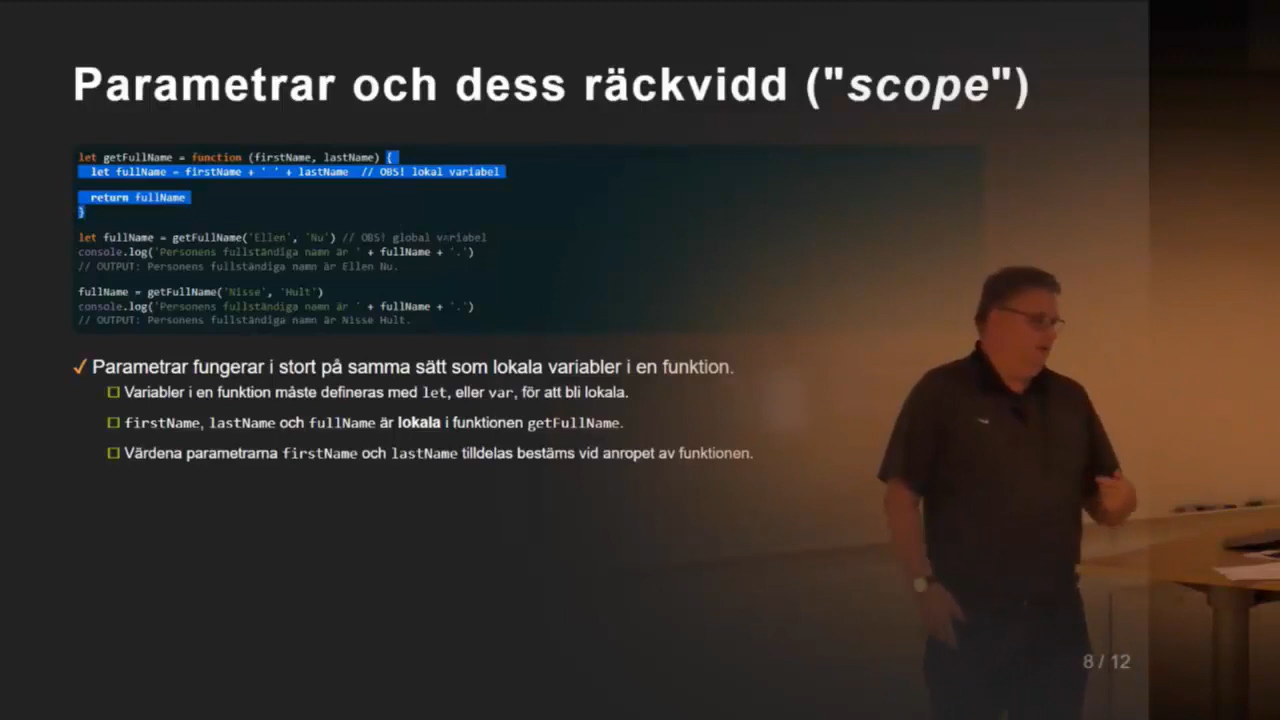 Parametrar och dess räckvidd ("scope")
let getFullName = function (firstName, lastName) {
let fullName = firstName + ' ' + lastName // OBS! lokal variabel
return fullName
}
let fullName = getFullName('Ellen', 'Nu') // OBS! global variabel
console.log('Personens fullständiga namn är ' + fullName + '.')
// OUTPUT: Personens fullständiga namn är Ellen Nu.
fullName = getFullName('Nisse', 'Hult')
console.log('Personens fullständiga namn är ' + fullName + '.')
// OUTPUT: Personens fullständiga namn är Nisse Hult.
✓ Parametrar fungerar i stort på samma sätt som lokala variabler i en funktion.
Variabler i en funktion måste defineras med let, eller var, för att bli lokala.
firstName, lastName och fullName är lokala i funktionen getFullName.
Värdena parametrarna firstName och lastName tilldelas bestäms vid anropet av funktionen.
8 / 12